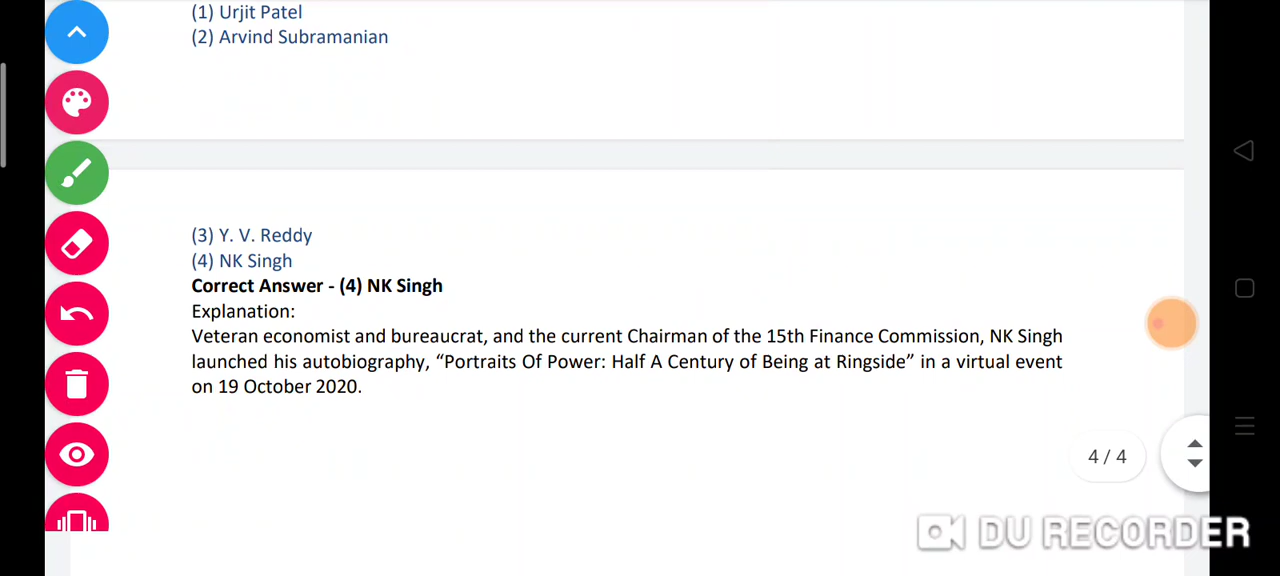 (1) Urjit Patel
(2) Arvind Subramanian
(3) Y. V. Reddy
(4) NK Singh
Correct Answer - (4) NK Singh
Explanation:
Veteran economist and bureaucrat, and the current Chairman of the 15th Finance Commission, NK Singh
launched his autobiography, “Portraits Of Power: Half A Century of Being at Ringside” in a virtual event
on 19 October 2020.
4 / 4
DU RECORDER